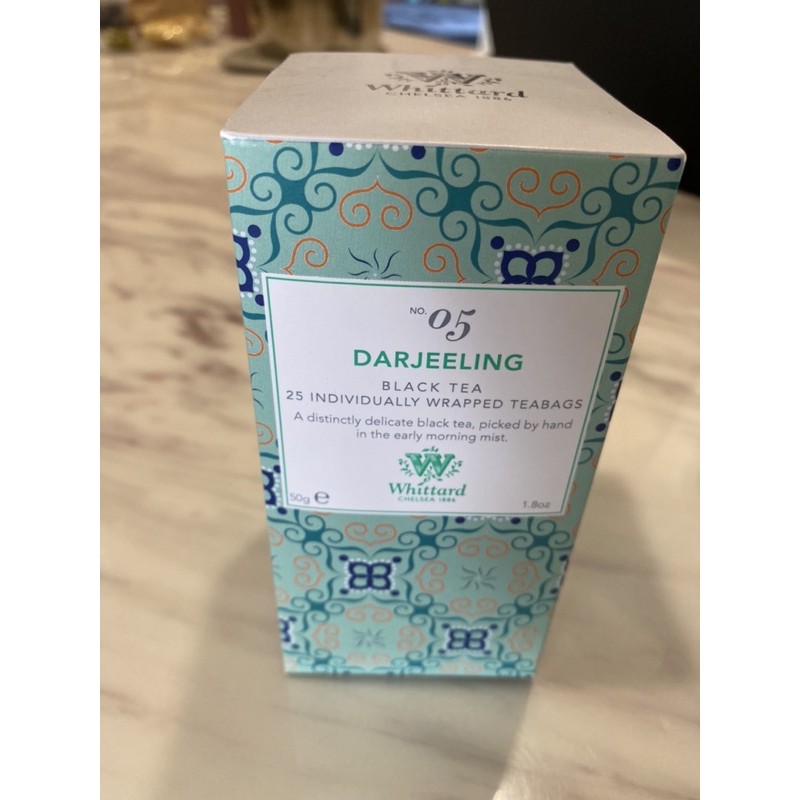 W
Whittard
CHELSEA 1886
NO. 05
DARJEELING
BLACK TEA
25 INDIVIDUALLY WRAPPED TEABAGS
A distinctly delicate black tea, picked by hand
in the early morning mist.
W
Whittard
CHELSEA 1886
50g e
1.8oz